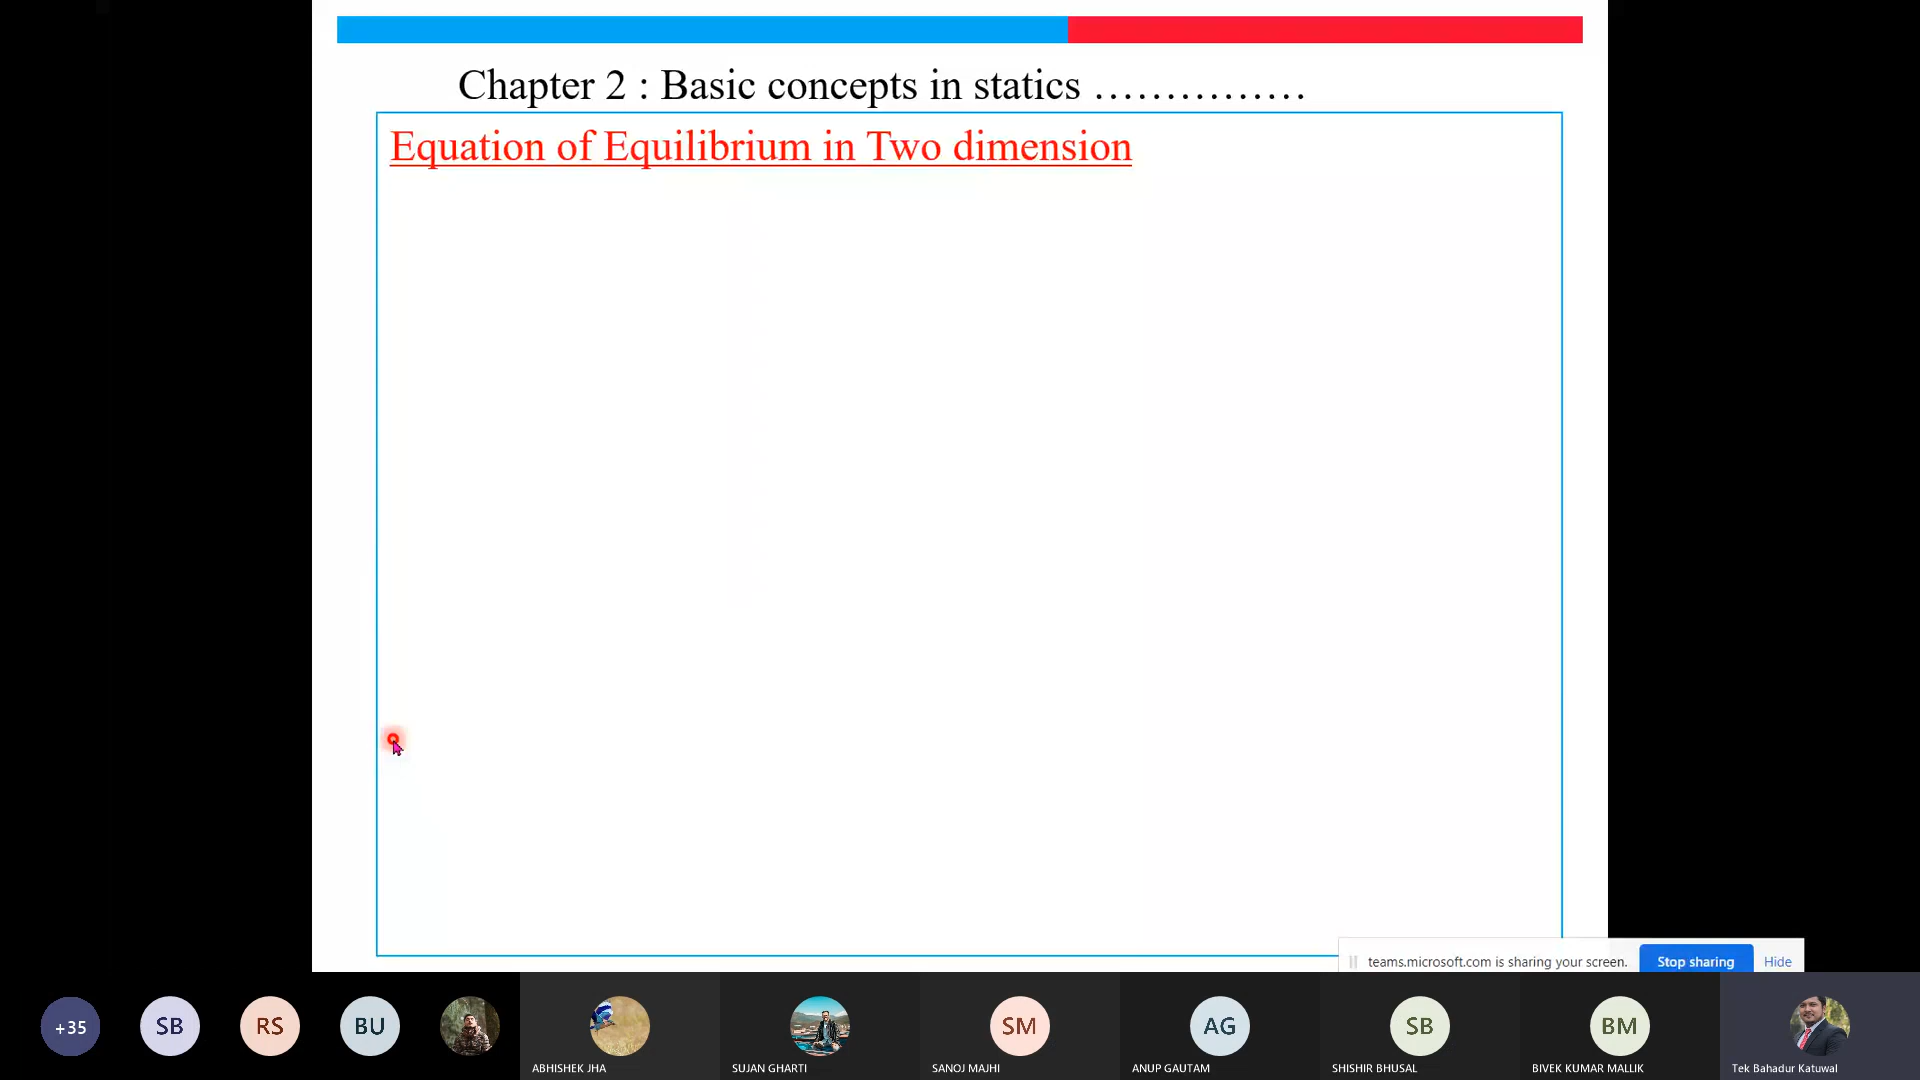 Chapter 2 : Basic concepts in statics ...............
Equation of Equilibrium in Two dimension
teams.microsoft.com is sharing your screen. Stop sharing Hide
+35 SB RS BU SM AG SB BM
ABHISHEK JHA SUJAN GHARTI SANOJ MAJHI ANUP GAUTAM SHISHIR BHUSAL BIVEK KUMAR MALLIK Tek Bahadur Katuwal